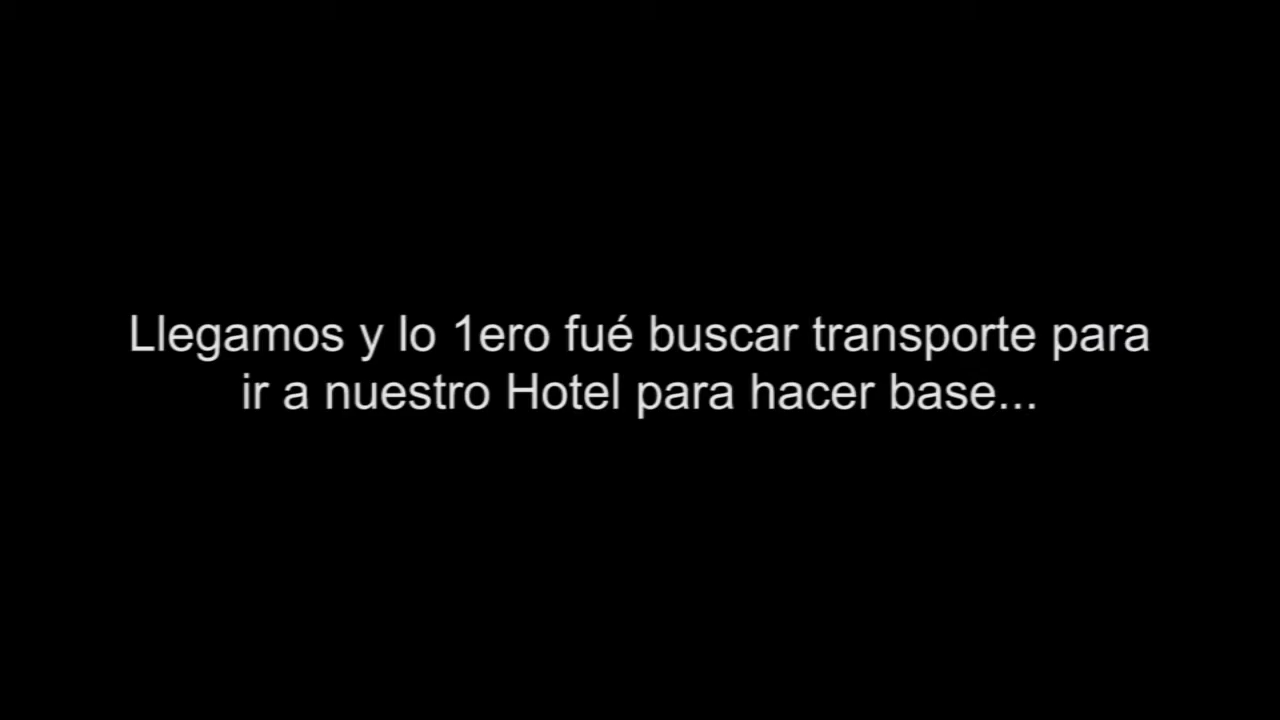 Llegamos y lo 1ero fué buscar transporte para
ir a nuestro Hotel para hacer base...